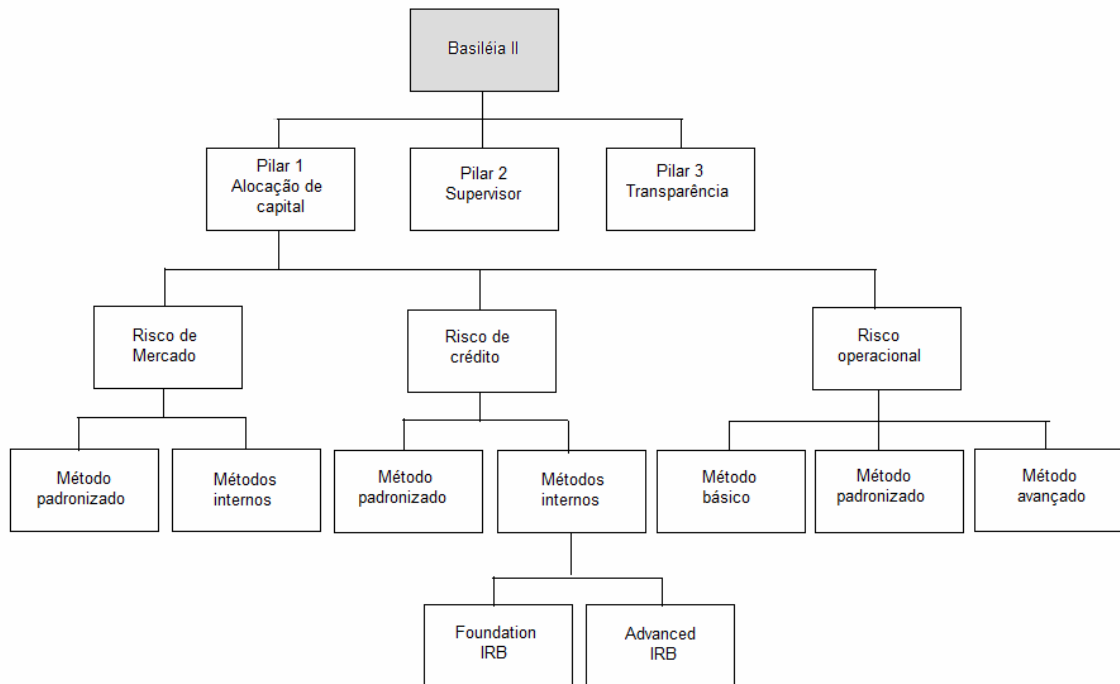 Basiléia II
Pilar 1
Alocação de
capital
Pilar 2
Supervisor
Pilar 3
Transparência
Risco de
Mercado
Risco de
crédito
Risco
operacional
Método
padronizado
Métodos
internos
Método
padronizado
Métodos
internos
Método
básico
Método
padronizado
Método
avançado
Foundation
IRB
Advanced
IRB